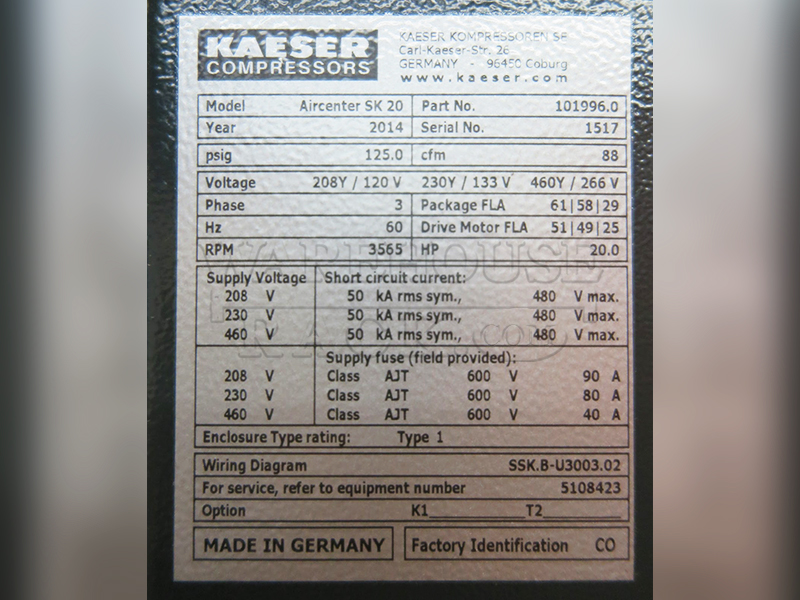 KAESER
COMPRESSORS
KAESER KOMPRESSOREN SE
Carl-Kaeser-Str. 26
GERMANY - 96450 Coburg
www.kaeser.com
Model Aircenter SK 20 Part No. 101996.0
Year 2014 Serial No. 1517
psig 125.0 cfm 88
Voltage 208Y / 120 V 230Y / 133 V 460Y / 266 V
Phase 3 Package FLA 61|58|29
Hz 60 Drive Motor FLA 51|49|25
RPM 3565 HP 20.0
Supply Voltage Short circuit current:
208 V 50 kA rms sym., 480 V max.
230 V 50 kA rms sym., 480 V max.
460 V 50 kA rms sym., 480 V max.
Supply fuse (field provided):
208 V Class AJT 600 V 90 A
230 V Class AJT 600 V 80 A
460 V Class AJT 600 V 40 A
Enclosure Type rating: Type 1
Wiring Diagram SSK.B-U3003.02
For service, refer to equipment number 5108423
Option K1__________ T2________
MADE IN GERMANY Factory Identification CO
WAREHOUSE
RACK .COM